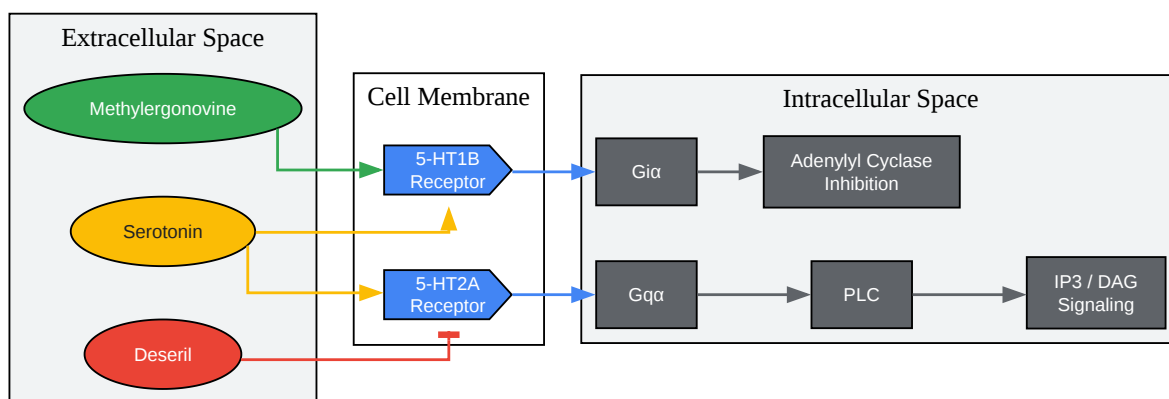 Extracellular Space
Methylergonovine
Serotonin
Deseril
Cell Membrane
5-HT1B
Receptor
5-HT2A
Receptor
Intracellular Space
Giα
Adenylyl Cyclase
Inhibition
Gqα
PLC
IP3 / DAG
Signaling